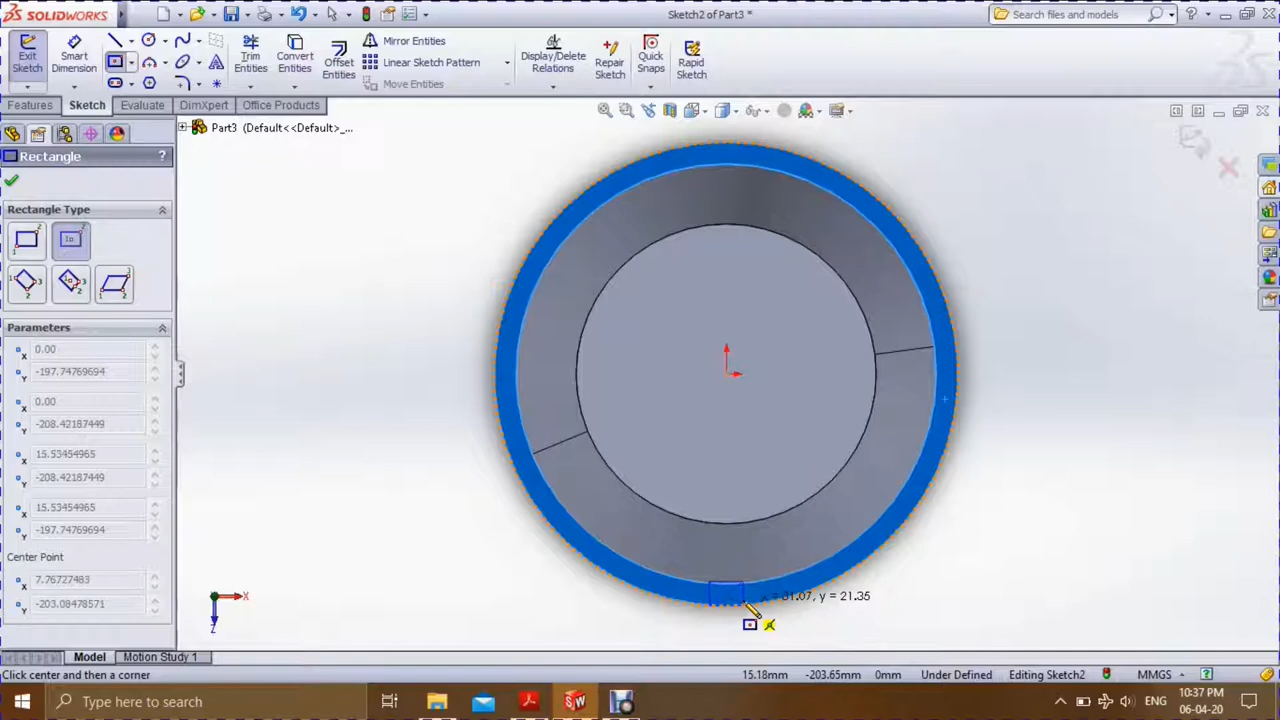 SOLIDWORKS
Sketch2 of Part3 *
Search files and models
Exit Sketch
Smart Dimension
Trim Entities
Convert Entities
Offset Entities
Mirror Entities
Linear Sketch Pattern
Move Entities
Display/Delete Relations
Repair Sketch
Quick Snaps
Rapid Sketch
Features
Sketch
Evaluate
DimXpert
Office Products
Part3 (Default<<Default>_...
Rectangle
?
Rectangle Type
Parameters
0.00
-197.74769694
0.00
-208.42187449
15.53454965
-208.42187449
15.53454965
-197.74769694
Center Point
7.76727483
-203.08478571
X
Z
y = 21.35
Model
Motion Study 1
Click center and then a corner
15.18mm
-203.65mm
0mm
Under Defined
Editing Sketch2
MMGS
Type here to search
ENG
10:37 PM
06-04-20